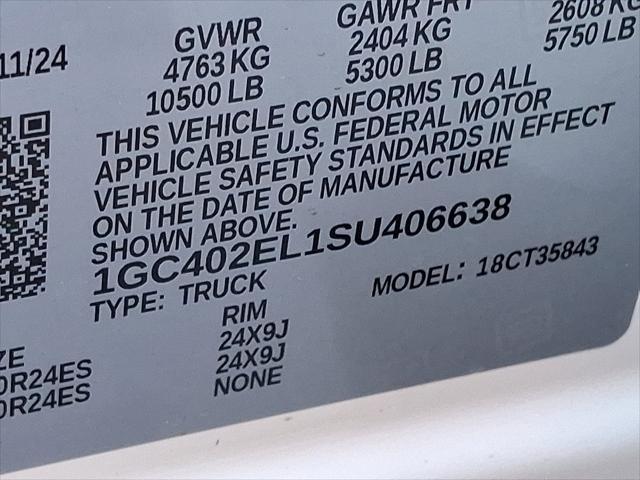 11/24
GVWR
4763 KG
10500 LB
GAWR FRT
2404 KG
5300 LB
2608 KG
5750 LB
THIS VEHICLE CONFORMS TO ALL
APPLICABLE U.S. FEDERAL MOTOR
VEHICLE SAFETY STANDARDS IN EFFECT
ON THE DATE OF MANUFACTURE
SHOWN ABOVE.
1GC402EL1SU406638
TYPE: TRUCK
MODEL: 18CT35843
RIM
24X9J
24X9J
NONE
ZE
0R24ES
0R24ES